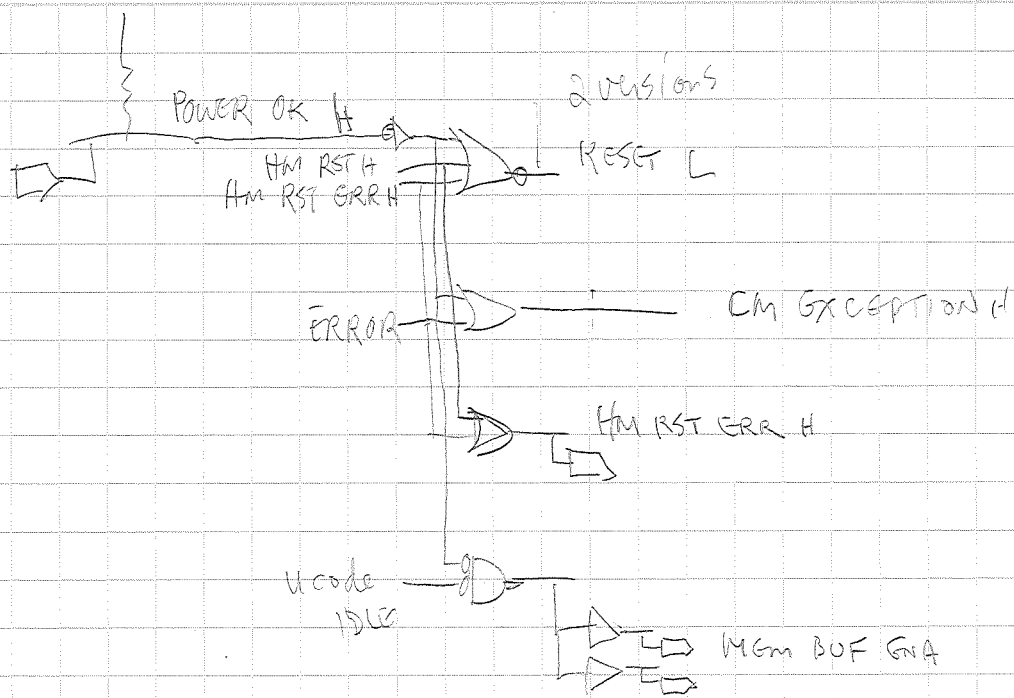 2 versions
POWER OK H
RESET L
HM RST H
HM RST ERR H
CM EXCEPTION H
ERROR
HM RST ERR H
ucode
IDLE
MEM BUF ENA